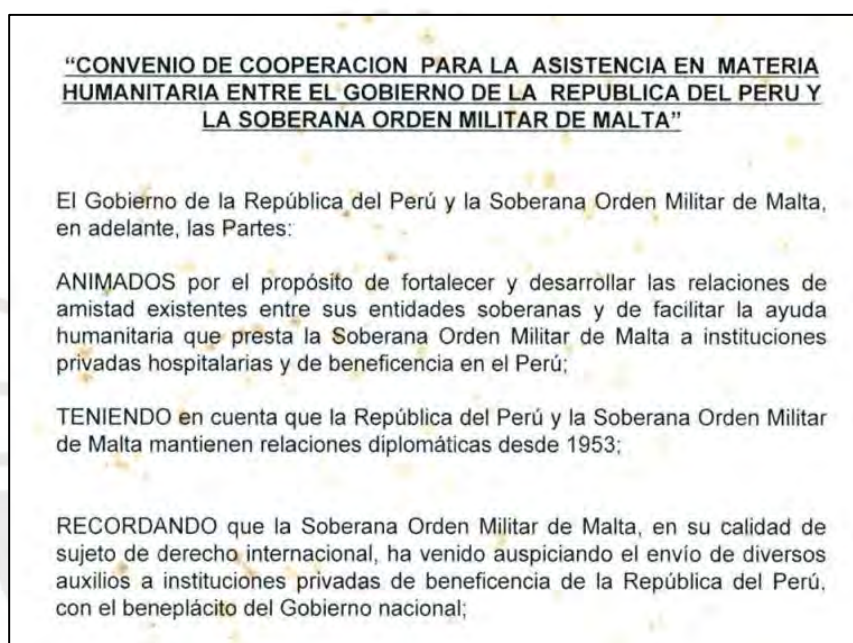 “CONVENIO DE COOPERACION PARA LA ASISTENCIA EN MATERIA
HUMANITARIA ENTRE EL GOBIERNO DE LA REPUBLICA DEL PERU Y
LA SOBERANA ORDEN MILITAR DE MALTA”
El Gobierno de la República del Perú y la Soberana Orden Militar de Malta,
en adelante, las Partes:
ANIMADOS por el propósito de fortalecer y desarrollar las relaciones de
amistad existentes entre sus entidades soberanas y de facilitar la ayuda
humanitaria que presta la Soberana Orden Militar de Malta a instituciones
privadas hospitalarias y de beneficencia en el Perú;
TENIENDO en cuenta que la República del Perú y la Soberana Orden Militar
de Malta mantienen relaciones diplomáticas desde 1953;
RECORDANDO que la Soberana Orden Militar de Malta, en su calidad de
sujeto de derecho internacional, ha venido auspiciando el envío de diversos
auxilios a instituciones privadas de beneficencia de la República del Perú,
con el beneplácito del Gobierno nacional;